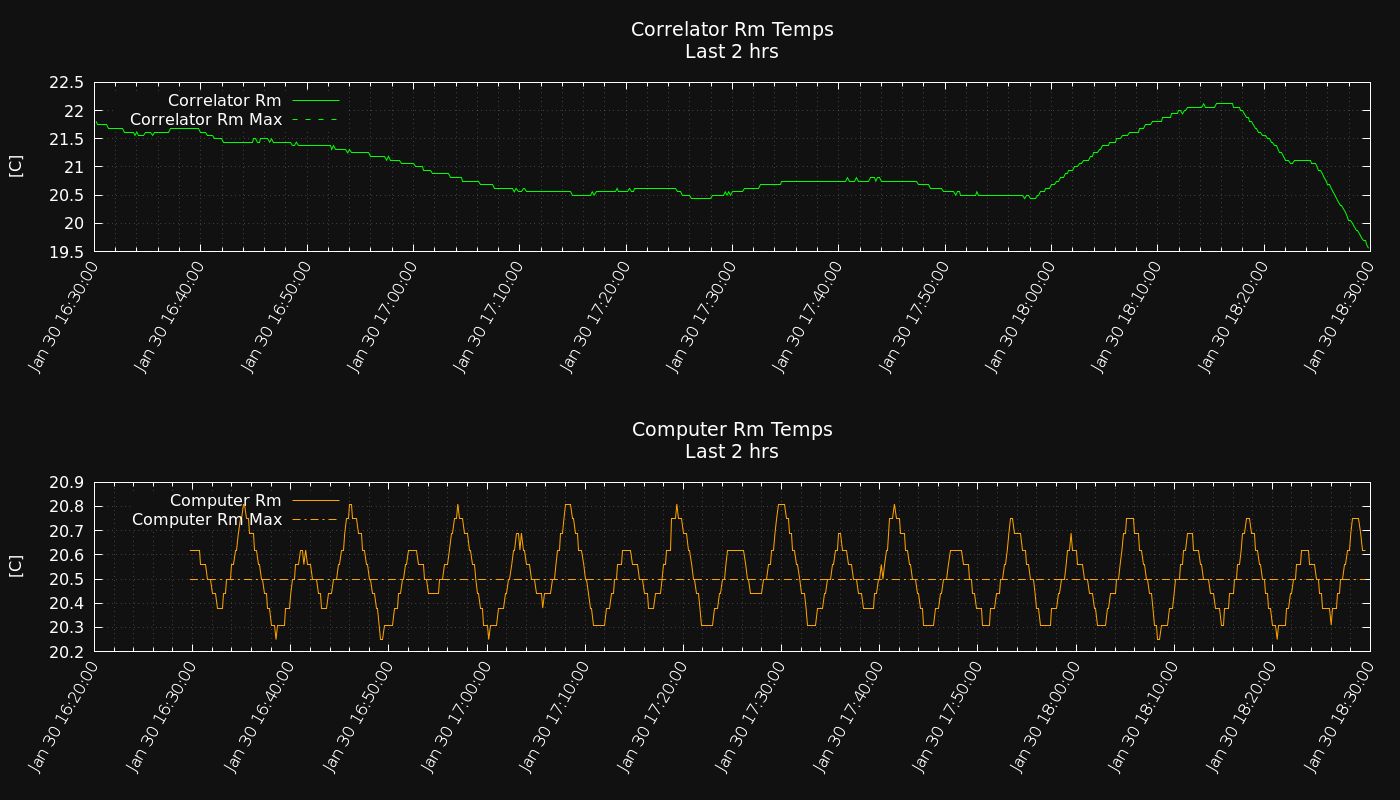 Correlator Rm Temps
Last 2 hrs
22.5
22
21.5
21
20.5
20
19.5
[C]
Correlator Rm
Correlator Rm Max
Jan 30 16:30:00
Jan 30 16:40:00
Jan 30 16:50:00
Jan 30 17:00:00
Jan 30 17:10:00
Jan 30 17:20:00
Jan 30 17:30:00
Jan 30 17:40:00
Jan 30 17:50:00
Jan 30 18:00:00
Jan 30 18:10:00
Jan 30 18:20:00
Jan 30 18:30:00
Computer Rm Temps
Last 2 hrs
20.9
20.8
20.7
20.6
20.5
20.4
20.3
20.2
[C]
Computer Rm
Computer Rm Max
Jan 30 16:20:00
Jan 30 16:30:00
Jan 30 16:40:00
Jan 30 16:50:00
Jan 30 17:00:00
Jan 30 17:10:00
Jan 30 17:20:00
Jan 30 17:30:00
Jan 30 17:40:00
Jan 30 17:50:00
Jan 30 18:00:00
Jan 30 18:10:00
Jan 30 18:20:00
Jan 30 18:30:00